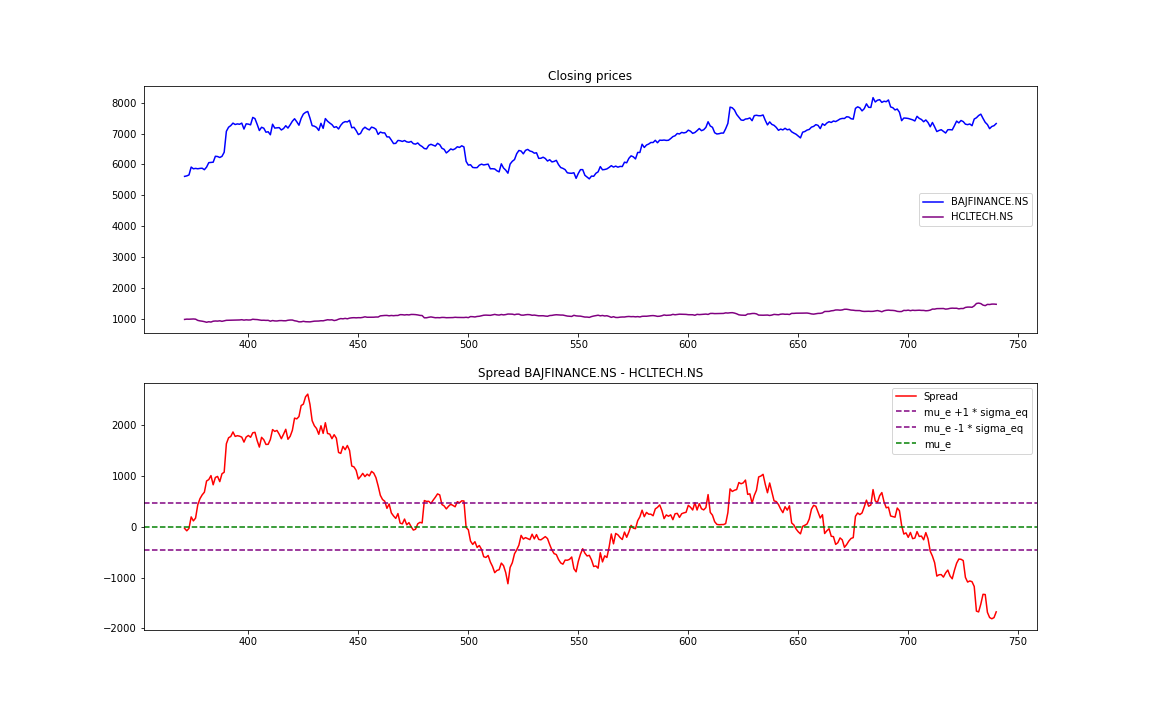 Closing prices
8000
7000
6000
5000
4000
3000
2000
1000
BAJFINANCE.NS
HCLTECH.NS
400 450 500 550 600 650 700 750
Spread BAJFINANCE.NS - HCLTECH.NS
2000
1000
0
−1000
−2000
Spread
mu_e +1 * sigma_eq
mu_e -1 * sigma_eq
mu_e
400 450 500 550 600 650 700 750